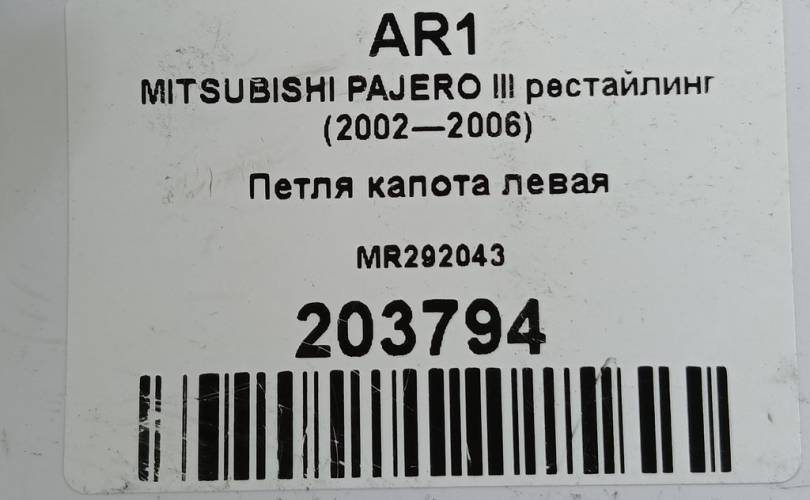 AR1
MITSUBISHI PAJERO III рестайлинг
(2002—2006)
Петля капота левая
MR292043
203794